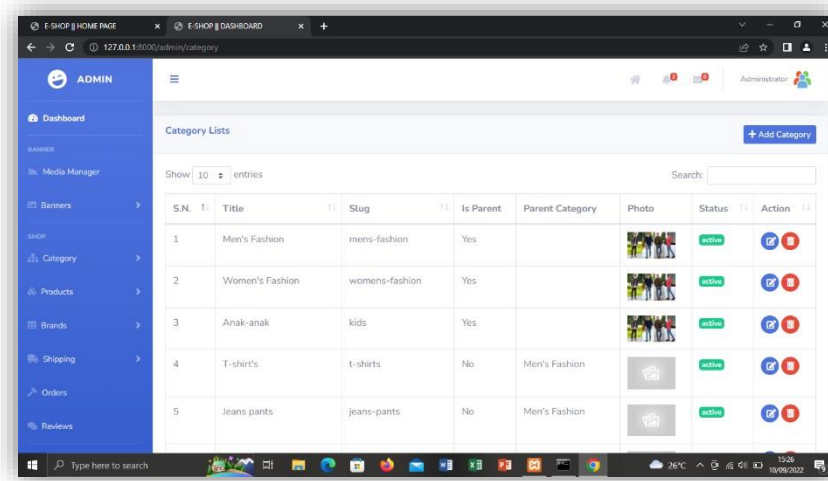 E-SHOP || HOME PAGE
E-SHOP || DASHBOARD
127.0.0.1:8000/admin/category
ADMIN
Administrator
Dashboard
Category Lists
+ Add Category
BANNER
Media Manager
Show 10 entries
Search:
Banners
S.N. Title Slug Is Parent Parent Category Photo Status Action
SHOP
1 Men's Fashion mens-fashion Yes active
Category
2 Women's Fashion womens-fashion Yes active
Products
3 Anak-anak kids Yes active
Brands
4 T-shirt's t-shirts No Men's Fashion active
Shipping
Orders
5 Jeans pants jeans-pants No Men's Fashion active
Reviews
Type here to search
26°C
15:26
10/09/2022